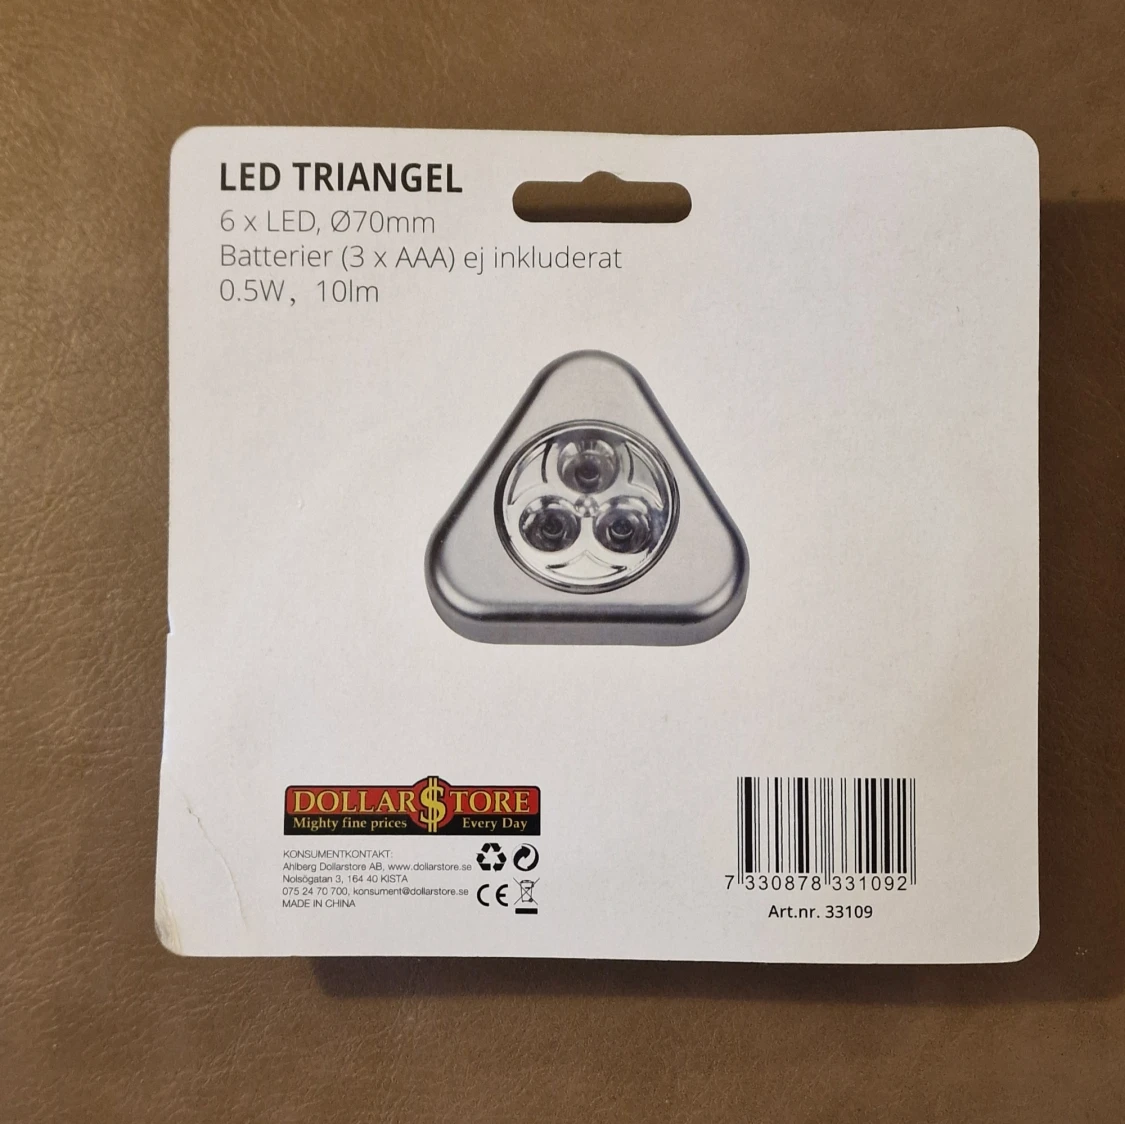 LED TRIANGEL
6 x LED, Ø70mm
Batterier (3 x AAA) ej inkluderat
0.5W, 10lm
DOLLAR$TORE
Mighty fine prices Every Day
KONSUMENTKONTAKT:
Ahlberg Dollarstore AB, www.dollarstore.se
Nolsögatan 3, 164 40 KISTA
075 24 70 700, konsument@dollarstore.se
MADE IN CHINA
CE
7 330878 331092
Art.nr. 33109